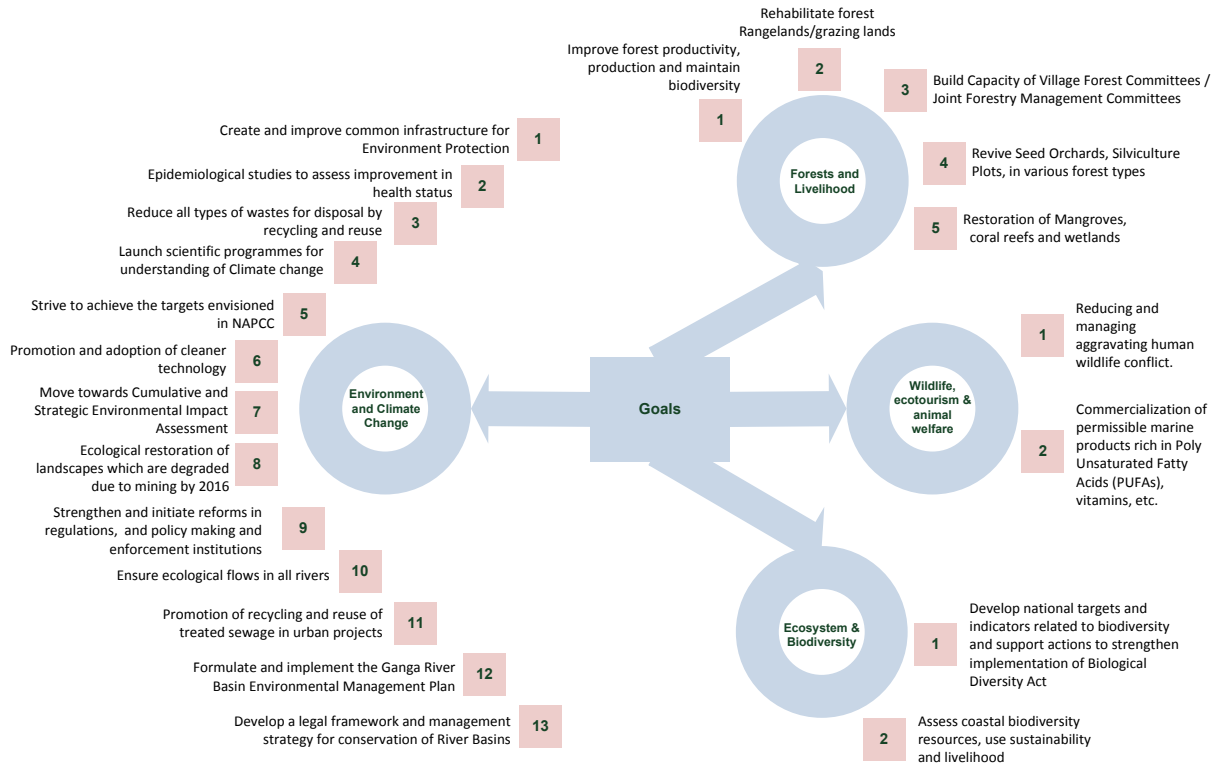 Goals
Environment
and Climate
Change
1
Create and improve common infrastructure for
Environment Protection
2
Epidemiological studies to assess improvement in
health status
3
Reduce all types of wastes for disposal by
recycling and reuse
4
Launch scientific programmes for
understanding of Climate change
5
Strive to achieve the targets envisioned
in NAPCC
6
Promotion and adoption of cleaner
technology
7
Move towards Cumulative and
Strategic Environmental Impact
Assessment
8
Ecological restoration of
landscapes which are degraded
due to mining by 2016
9
Strengthen and initiate reforms in
regulations, and policy making and
enforcement institutions
10
Ensure ecological flows in all rivers
11
Promotion of recycling and reuse of
treated sewage in urban projects
12
Formulate and implement the Ganga River
Basin Environmental Management Plan
13
Develop a legal framework and management
strategy for conservation of River Basins
Forests and
Livelihood
1
Improve forest productivity,
production and maintain
biodiversity
2
Rehabilitate forest
Rangelands/grazing lands
3
Build Capacity of Village Forest Committees /
Joint Forestry Management Committees
4
Revive Seed Orchards, Silviculture
Plots, in various forest types
5
Restoration of Mangroves,
coral reefs and wetlands
Wildlife,
ecotourism &
animal
welfare
1
Reducing and
managing
aggravating human
wildlife conflict.
2
Commercialization of
permissible marine
products rich in Poly
Unsaturated Fatty
Acids (PUFAs),
vitamins, etc.
Ecosystem &
Biodiversity
1
Develop national targets and
indicators related to biodiversity
and support actions to strengthen
implementation of Biological
Diversity Act
2
Assess coastal biodiversity
resources, use sustainability
and livelihood